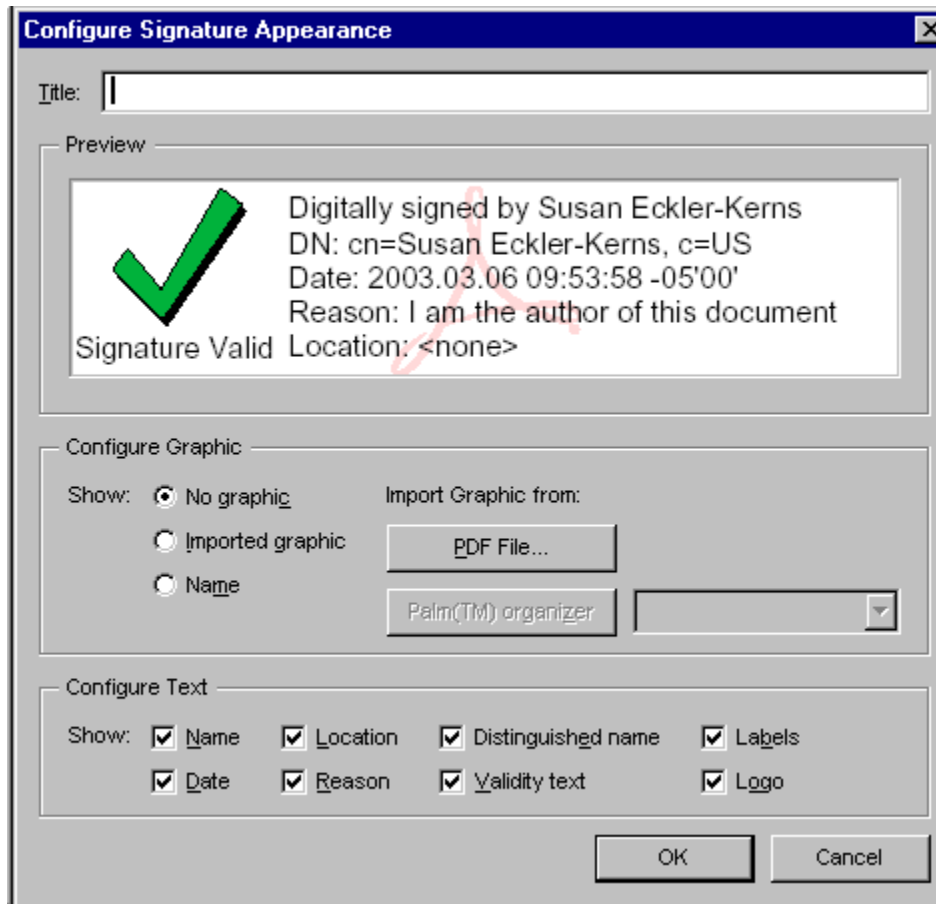 Configure Signature Appearance
Title:
Preview
Digitally signed by Susan Eckler-Kerns
DN: cn=Susan Eckler-Kerns, c=US
Date: 2003.03.06 09:53:58 -05'00'
Reason: I am the author of this document
Signature Valid Location: <none>
Configure Graphic
Show: No graphic Import Graphic from:
Imported graphic PDF File...
Name
Palm(TM) organizer
Configure Text
Show: Name Location Distinguished name Labels
Date Reason Validity text Logo
OK Cancel